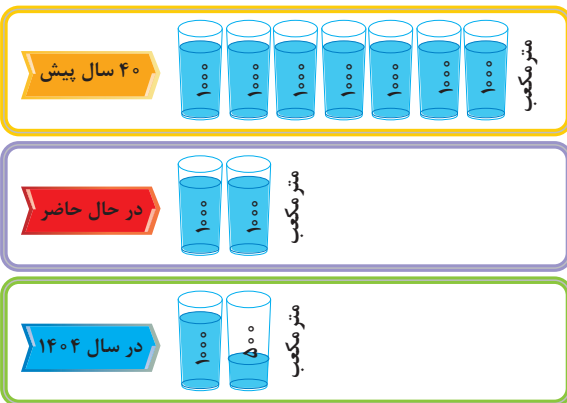 ۴۰ سال پیش
۱۰۰۰ ۱۰۰۰ ۱۰۰۰ ۱۰۰۰ ۱۰۰۰ ۱۰۰۰ ۱۰۰۰
متر مکعب
در حال حاضر
۱۰۰۰ ۱۰۰۰
متر مکعب
در سال ۱۴۰۴
۱۰۰۰ ۵۰۰
متر مکعب